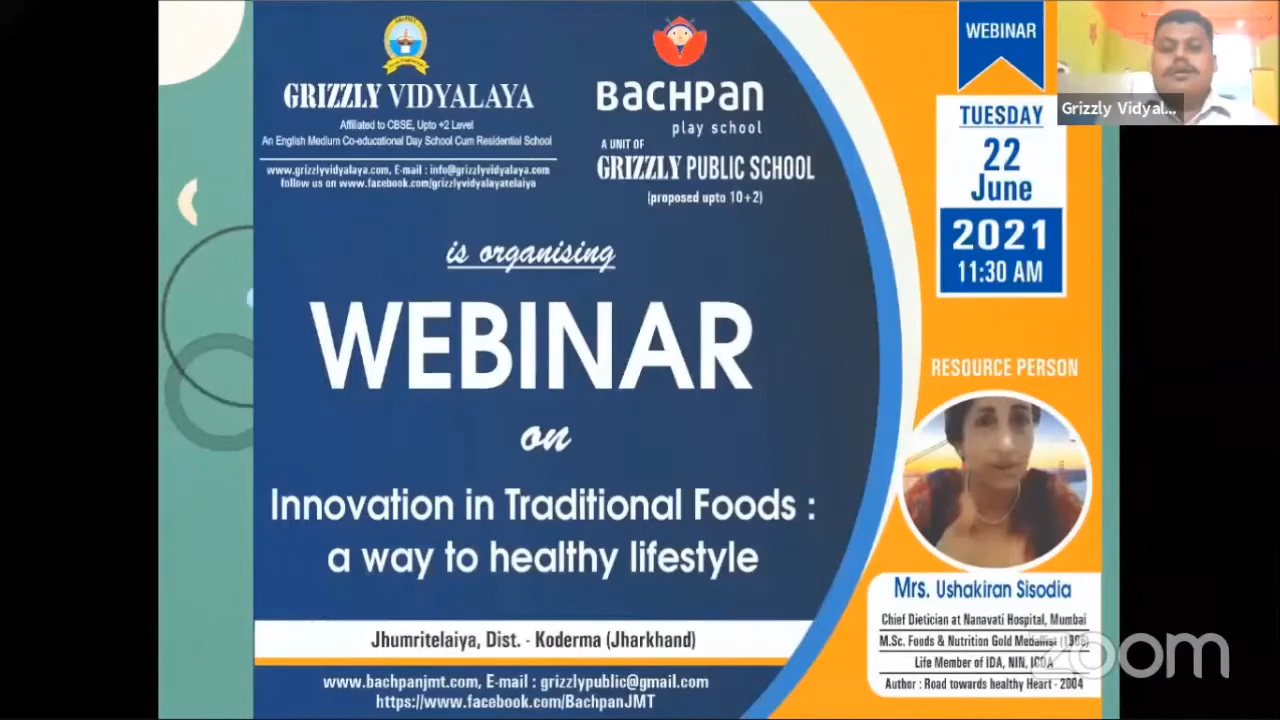 GRIZZLY VIDYALAYA
Affiliated to CBSE, Upto +2 Level
An English Medium Co-educational Day School Cum Residential School
www.grizzlyvidyalaya.com, E-mail : info@grizzlyvidyalaya.com
follow us on www.facebook.com/grizzlyvidyalayatelaiya
BACHPAN
play school
A UNIT OF
GRIZZLY PUBLIC SCHOOL
(proposed upto 10+2)
is organising
WEBINAR
on
Innovation in Traditional Foods :
a way to healthy lifestyle
Jhumritelaiya, Dist. - Koderma (Jharkhand)
www.bachpanjmt.com, E-mail : grizzlypublic@gmail.com
https://www.facebook.com/BachpanJMT
WEBINAR
TUESDAY
22
June
2021
11:30 AM
Grizzly Vidyal...
RESOURCE PERSON
Mrs. Ushakiran Sisodia
Chief Dietician at Nanavati Hospital, Mumbai
M.Sc. Foods & Nutrition Gold Medallist
Life Member of IDA, NIN,
Author : Road towards healthy Heart - 2004
zoom